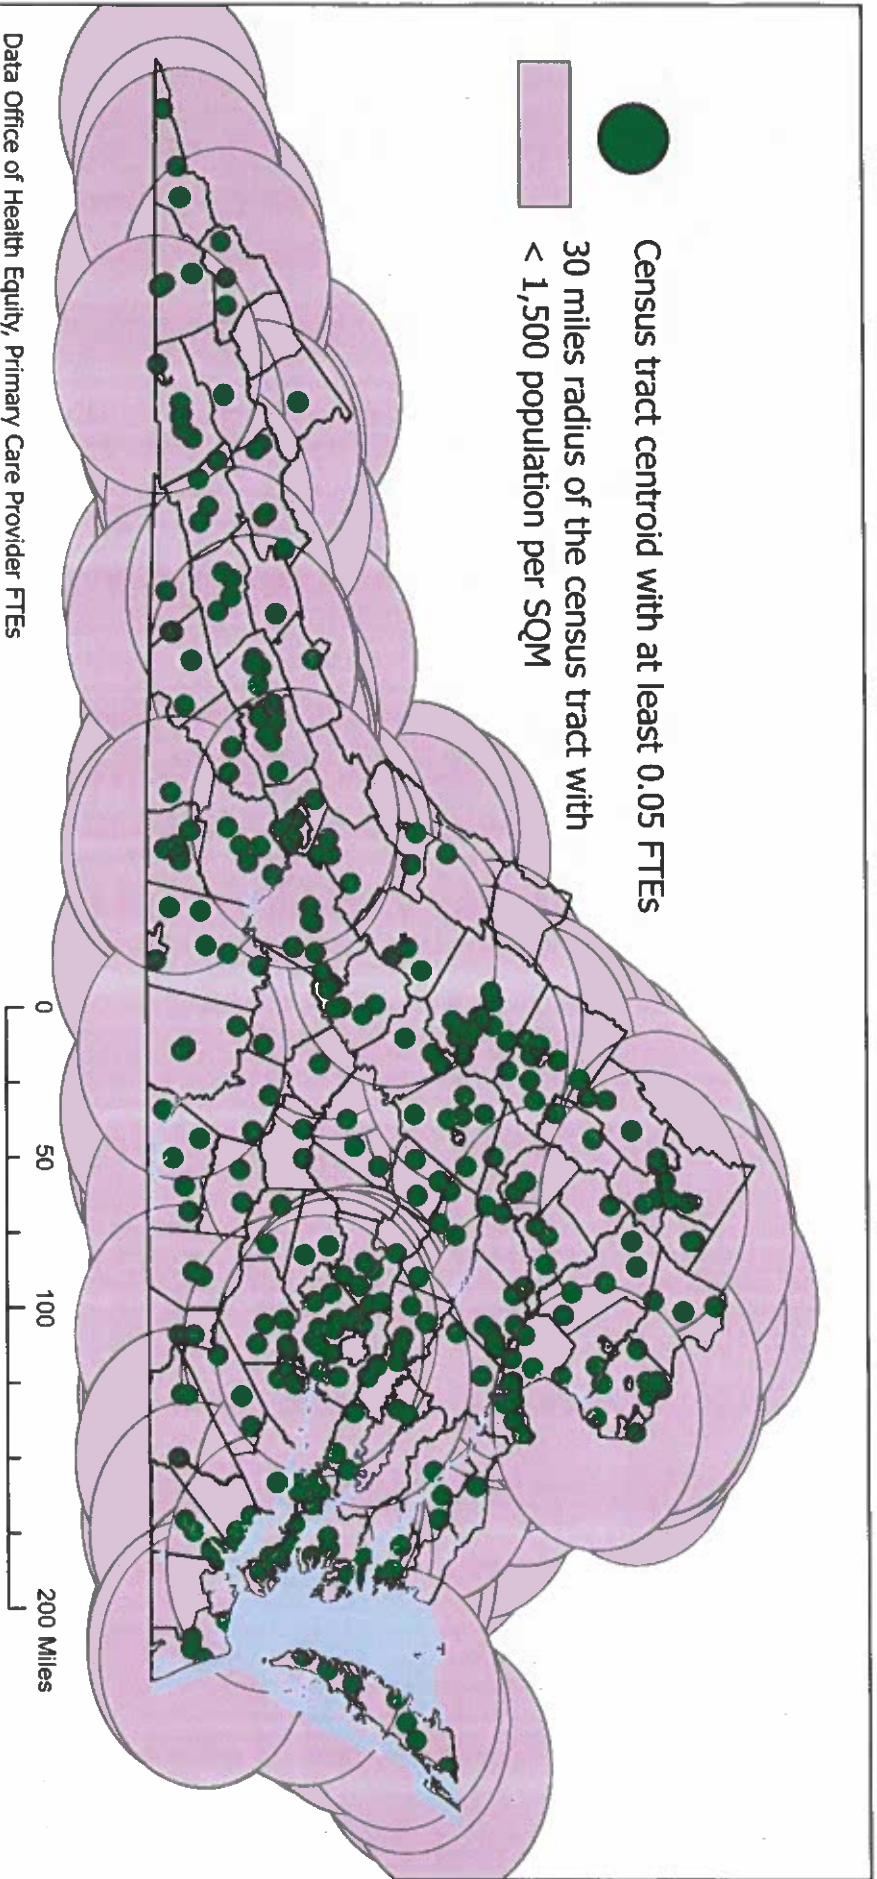 Census tract centroid with at least 0.05 FTEs
30 miles radius of the census tract with
< 1,500 population per SQM
0 50 100 200 Miles
Data Office of Health Equity, Primary Care Provider FTEs